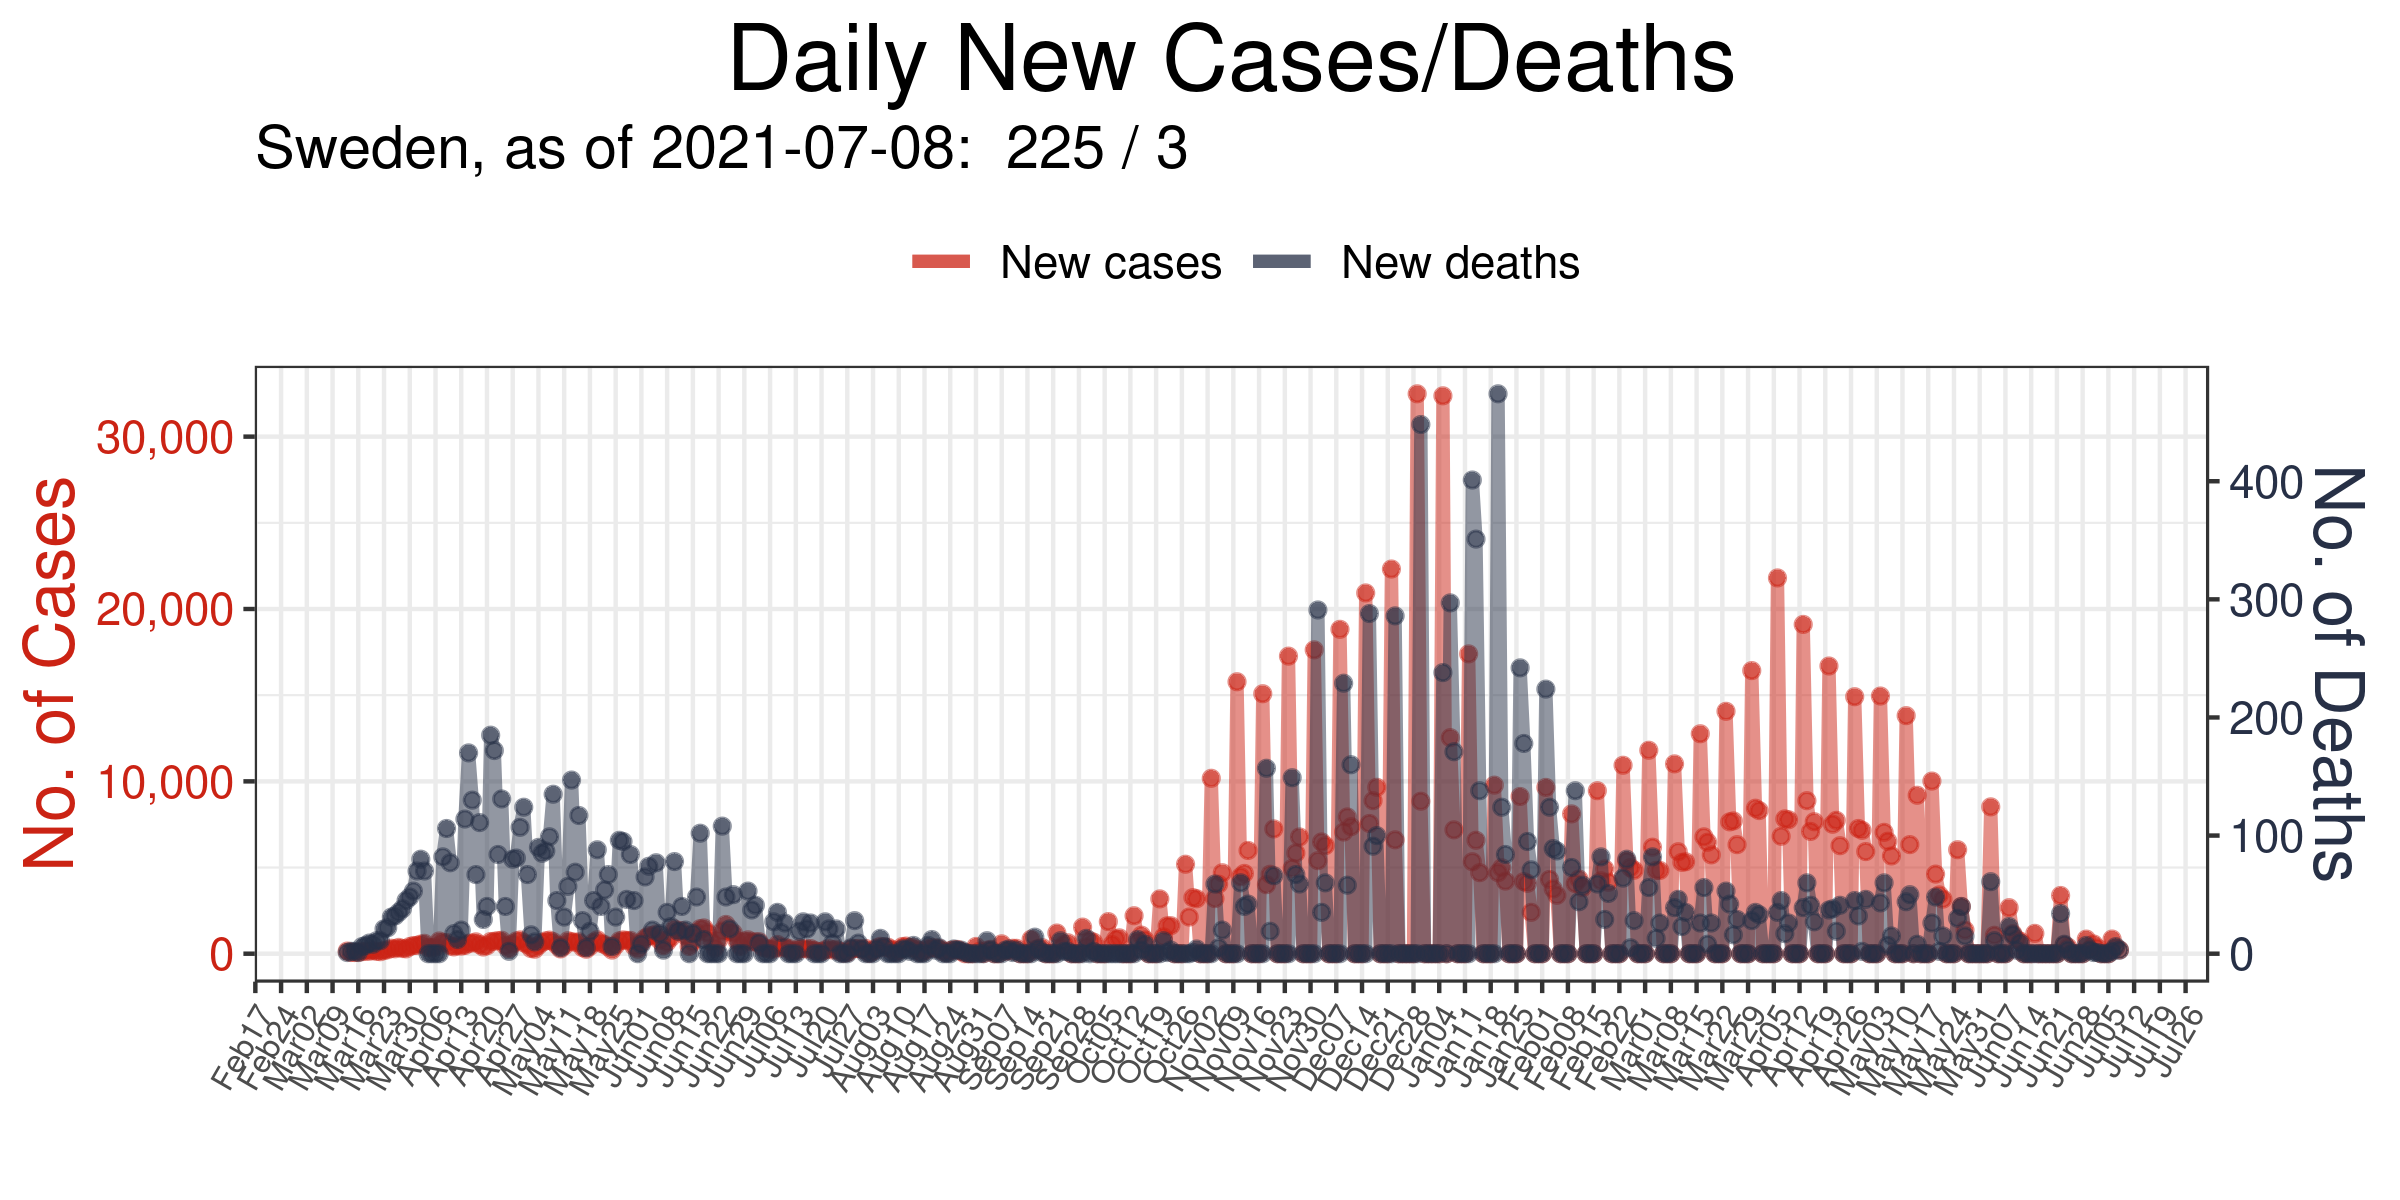 Daily New Cases/Deaths
Sweden, as of 2021-07-08: 225 / 3
New cases
New deaths
No. of Cases
30,000
20,000
10,000
0
400
300
200
100
0
No. of Deaths
Feb17
Feb24
Mar02
Mar09
Mar16
Mar23
Mar30
Apr06
Apr13
Apr20
Apr27
May04
May11
May18
May25
Jun01
Jun08
Jun15
Jun22
Jun29
Jul06
Jul13
Jul20
Jul27
Aug03
Aug10
Aug17
Aug24
Aug31
Sep07
Sep14
Sep21
Sep28
Oct05
Oct12
Oct19
Oct26
Nov02
Nov09
Nov16
Nov23
Nov30
Dec07
Dec14
Dec21
Dec28
Dec04
Jan11
Jan18
Jan25
Feb01
Feb08
Feb15
Feb22
Mar01
Mar08
Mar15
Mar22
Mar29
Apr05
Apr12
Apr19
Apr26
May03
May10
May17
May24
May31
Jun07
Jun14
Jun21
Jun28
Jul05
Jul12
Jul19
Jul26